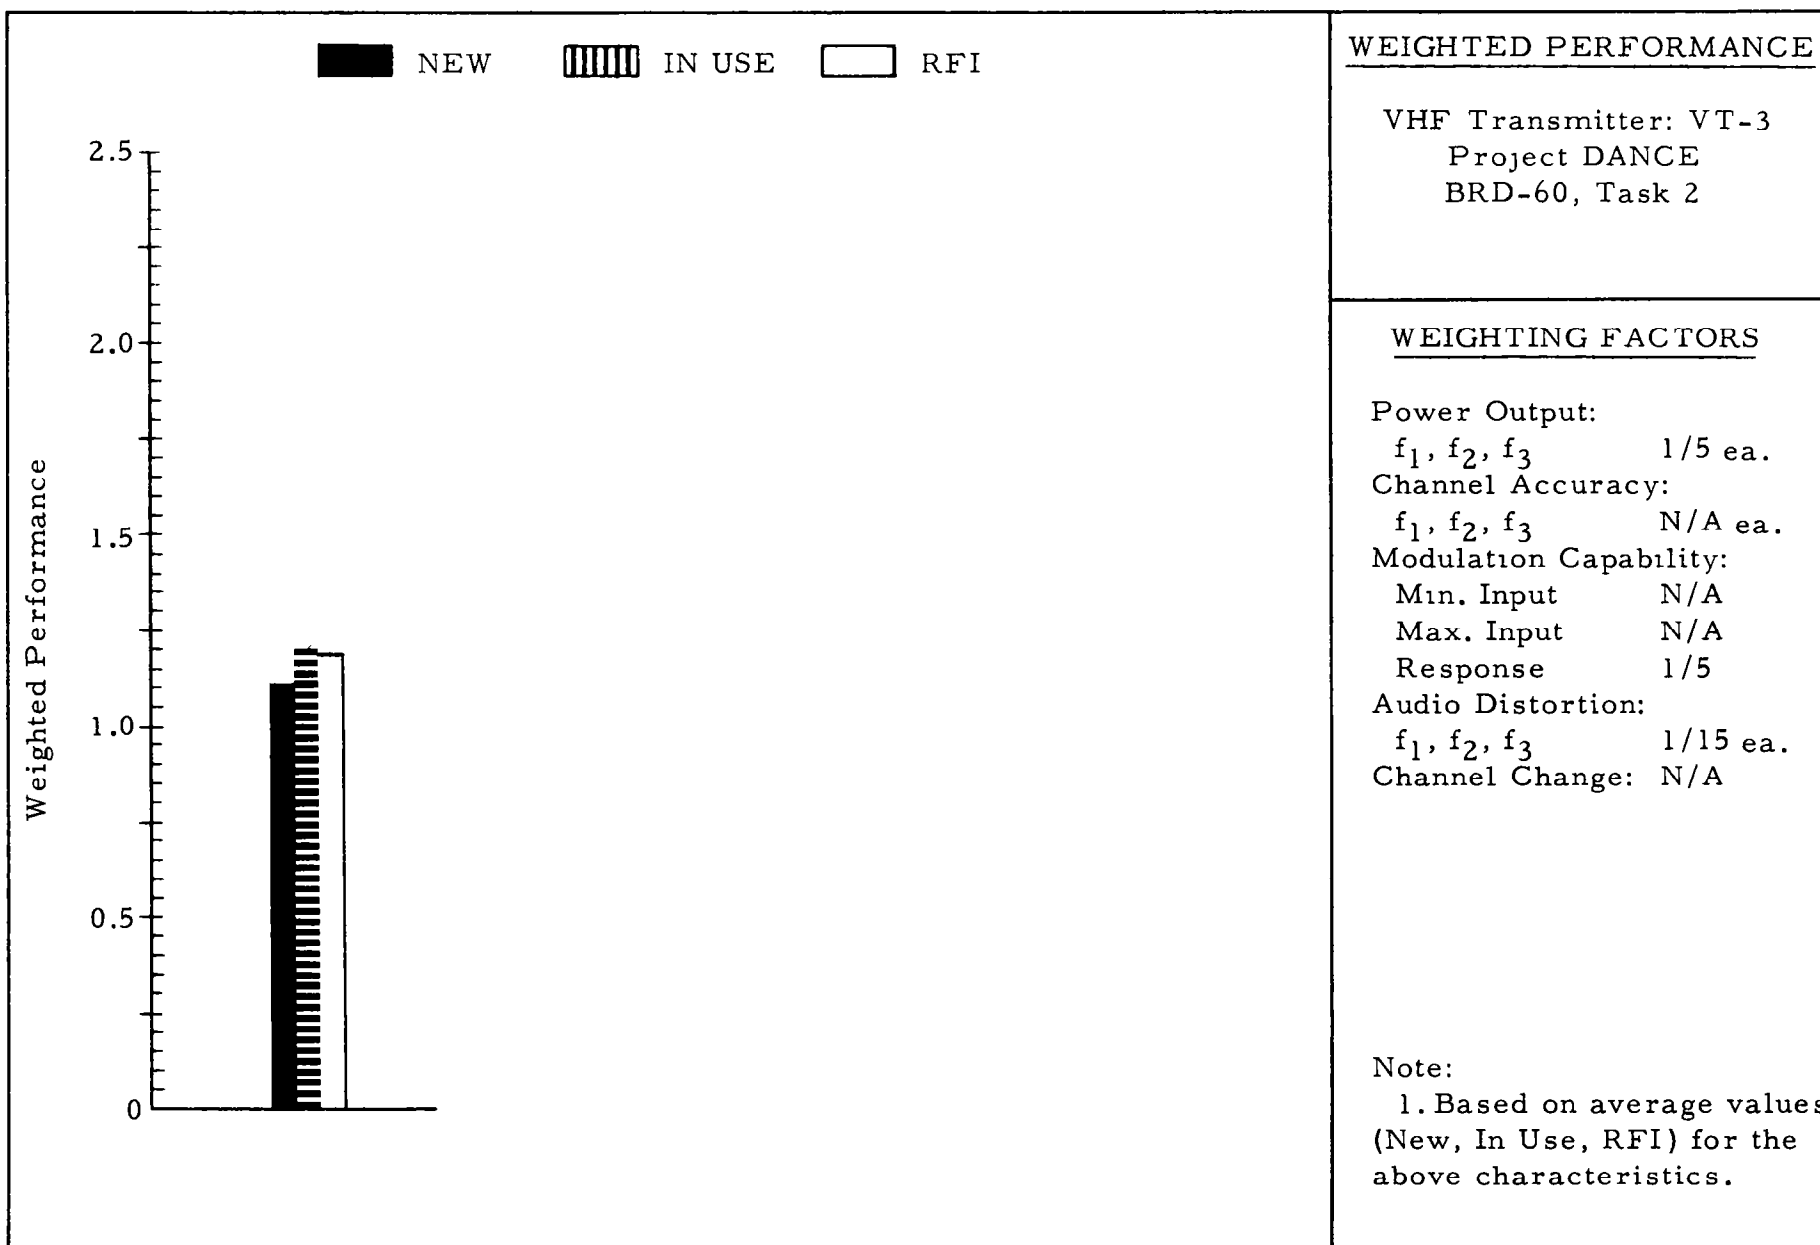 NEW IN USE RFI
2.5
2.0
1.5
1.0
0.5
0
Weighted Performance
WEIGHTED PERFORMANCE
VHF Transmitter: VT-3
Project DANCE
BRD-60, Task 2
WEIGHTING FACTORS
Power Output:
f1, f2, f3 1/5 ea.
Channel Accuracy:
f1, f2, f3 N/A ea.
Modulation Capability:
Min. Input N/A
Max. Input N/A
Response 1/5
Audio Distortion:
f1, f2, f3 1/15 ea.
Channel Change: N/A
Note:
1. Based on average values
(New, In Use, RFI) for the
above characteristics.